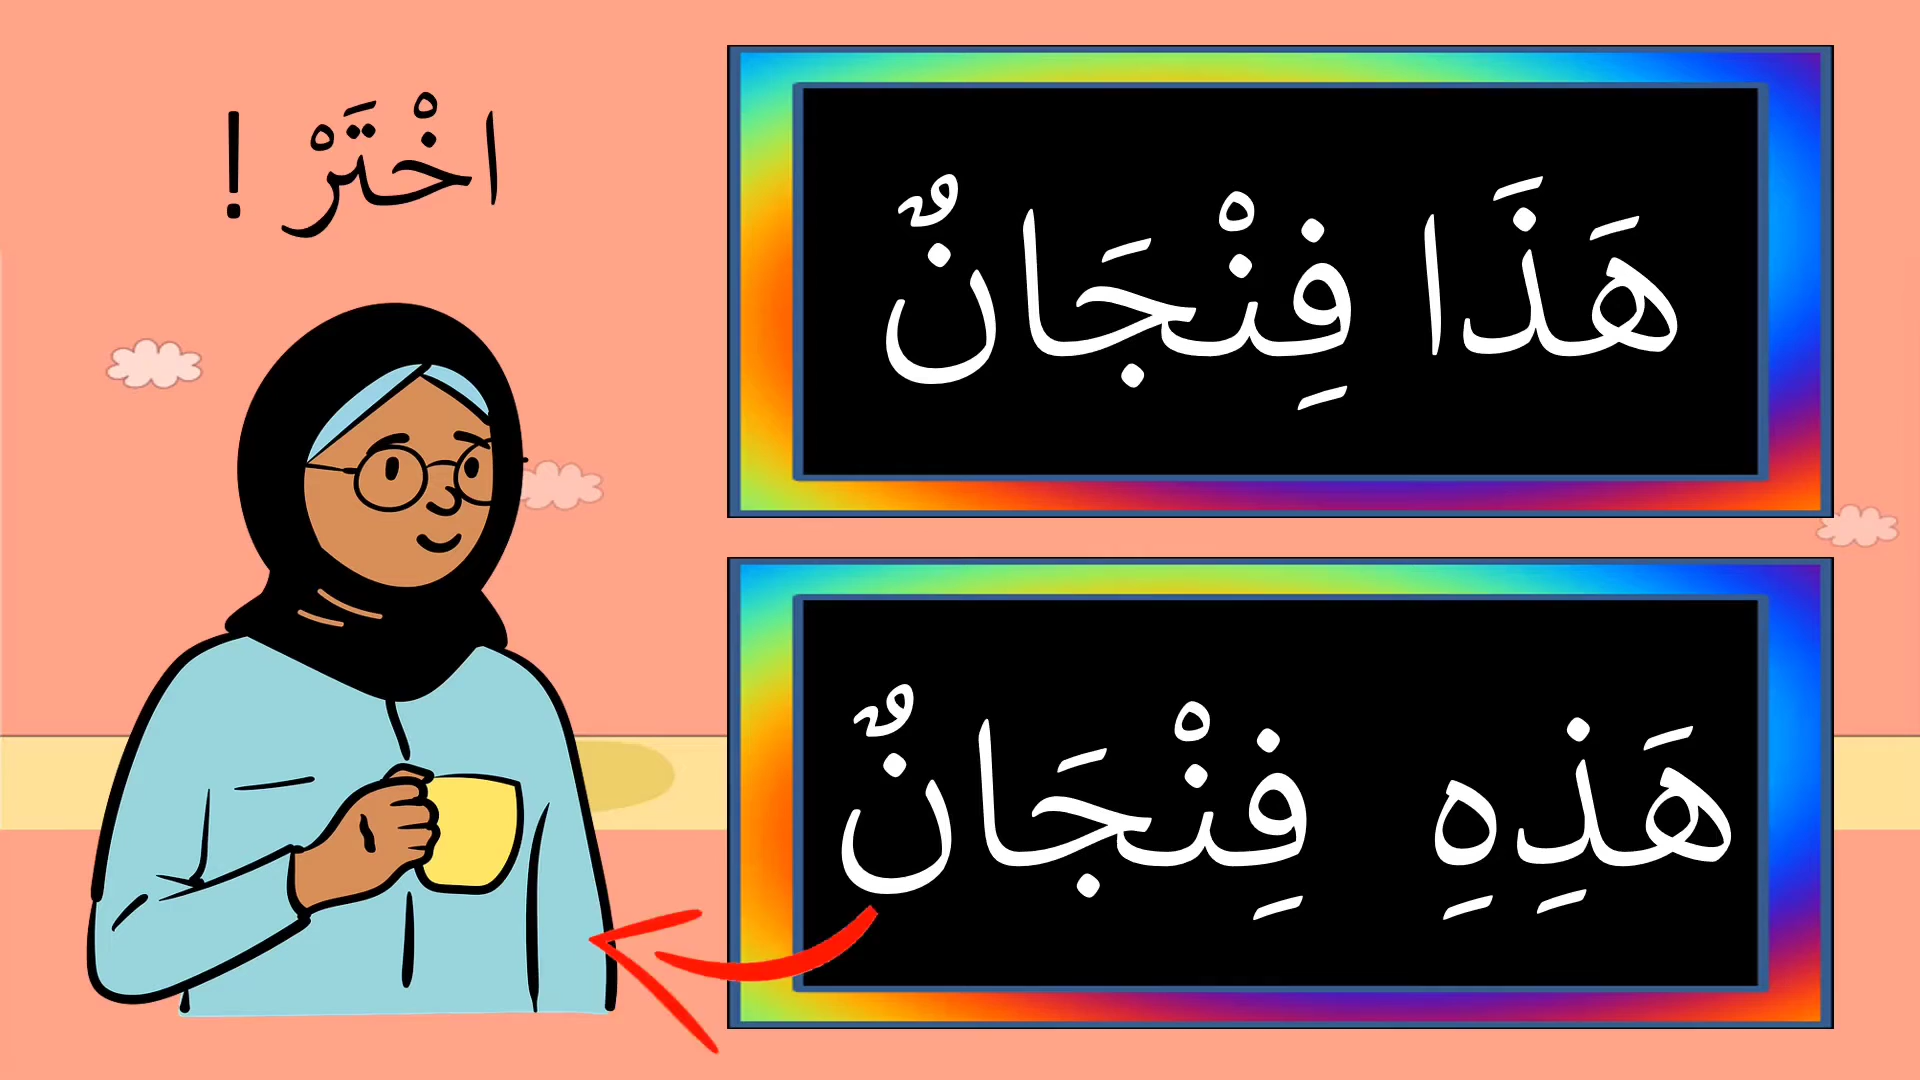 اخْتَرْ !
هَذَا فِنْجَانٌ
هَذِهِ فِنْجَانٌ